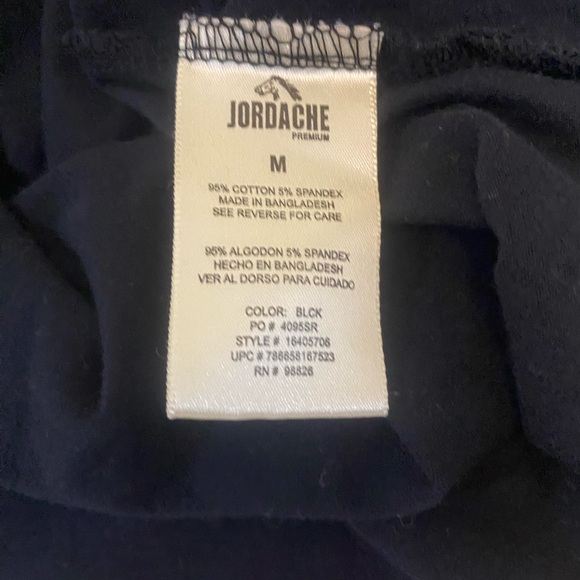 JORDACHE
PREMIUM
M
95% COTTON 5% SPANDEX
MADE IN BANGLADESH
SEE REVERSE FOR CARE
95% ALGODON 5% SPANDEX
HECHO EN BANGLADESH
VER AL DORSO PARA CUIDADO
COLOR: BLCK
PO # 4095SR
STYLE # 16405706
UPC # 786658167523
RN # 98826